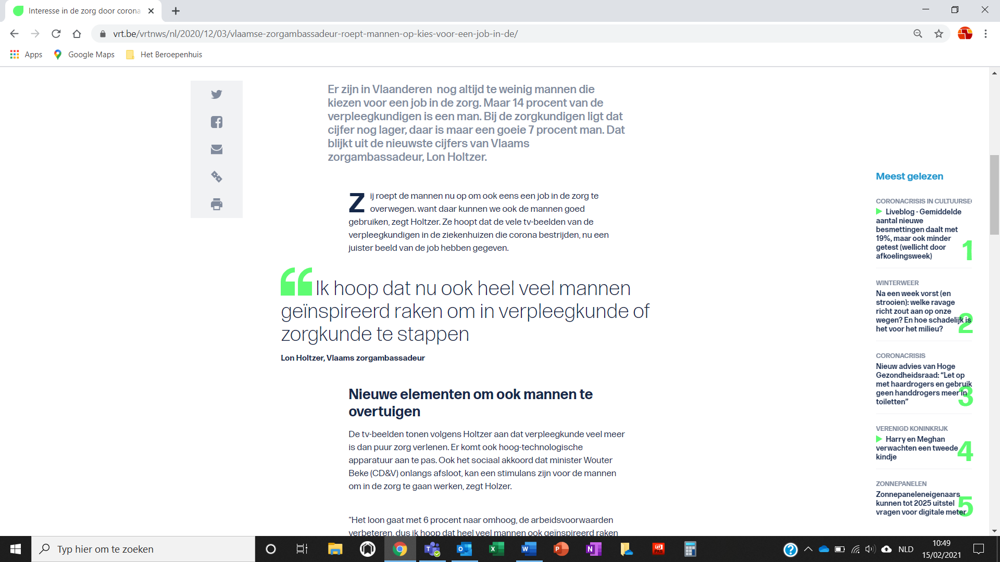 Interesse in de zorg door corona
vrt.be/vrtnws/nl/2020/12/03/vlaamse-zorgambassadeur-roept-mannen-op-kies-voor-een-job-in-de/
Apps
Google Maps
Het Beroepenhuis
Er zijn in Vlaanderen nog altijd te weinig mannen die
kiezen voor een job in de zorg. Maar 14 procent van de
verpleegkundigen is een man. Bij de zorgkundigen ligt dat
cijfer nog lager, daar is maar een goeie 7 procent man. Dat
blijkt uit de nieuwste cijfers van Vlaams
zorgambassadeur, Lon Holtzer.
Zij roept de mannen nu op om ook eens een job in de zorg te
overwegen. want daar kunnen we ook de mannen goed
gebruiken, zegt Holtzer. Ze hoopt dat de vele tv-beelden van de
verpleegkundigen in de ziekenhuizen die corona bestrijden, nu een
juister beeld van de job hebben gegeven.
“Ik hoop dat nu ook heel veel mannen
geïnspireerd raken om in verpleegkunde of
zorgkunde te stappen
Lon Holtzer, Vlaams zorgambassadeur
Nieuwe elementen om ook mannen te
overtuigen
De tv-beelden tonen volgens Holtzer aan dat verpleegkunde veel meer
is dan puur zorg verlenen. Er komt ook hoog-technologische
apparatuur aan te pas. Ook het sociaal akkoord dat minister Wouter
Beke (CD&V) onlangs afsloot, kan een stimulans zijn voor de mannen
om in de zorg te gaan werken, zegt Holzer.
“Het loon gaat met 6 procent naar omhoog, de arbeidsvoorwaarden
verbeteren, dus ik hoop dat heel veel mannen ook geïnspireerd raken
Meest gelezen
CORONACRISIS IN CULTUURSE
Liveblog - Gemiddelde
aantal nieuwe
besmettingen daalt met
19%, maar ook minder
getest (wellicht door
afkoelingsweek)
1
WINTERWEER
Na een week vorst (en
strooien): welke ravage
richt zout aan op onze
wegen? En hoe schadelijk is
het voor het milieu?
2
CORONACRISIS
Nieuw advies van Hoge
Gezondheidsraad: “Let op
met haardrogers en gebruik
geen handdrogers meer in
toiletten”
3
VERENIGD KONINKRIJK
Harry en Meghan
verwachten een tweede
kindje
4
ZONNEPANELEN
Zonnepaneleneigenaars
kunnen tot 2025 uitstel
vragen voor digitale meter
5
Typ hier om te zoeken
NLD
10:49
15/02/2021